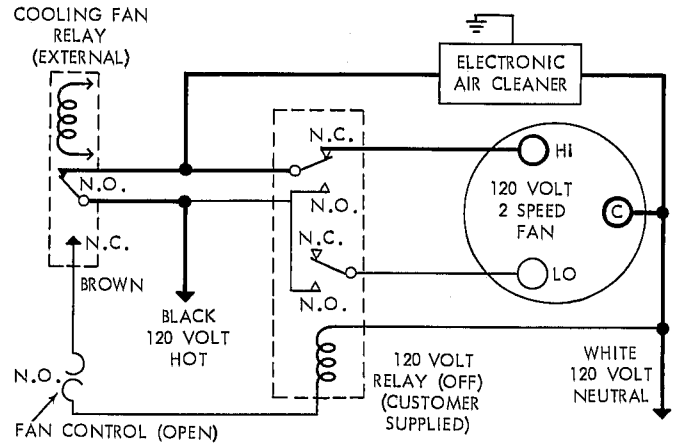 COOLING FAN
RELAY
(EXTERNAL)
ELECTRONIC
AIR CLEANER
N.C.
HI
N.O.
120 VOLT
2 SPEED
FAN
C
N.O.
N.C.
N.C.
LO
BROWN
N.O.
BLACK
120 VOLT
HOT
120 VOLT
RELAY (OFF)
(CUSTOMER
SUPPLIED)
WHITE
120 VOLT
NEUTRAL
N.O.
FAN CONTROL (OPEN)